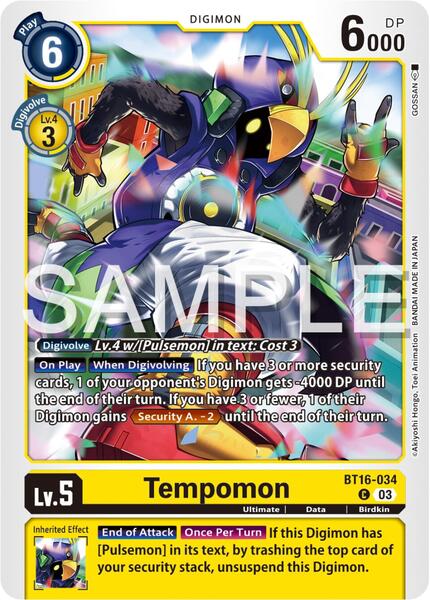 Play
6
DIGIMON
DP
6000
Digivolve
Lv.4
3
GOSSAN
SAMPLE
©Akiyoshi Hongo, Toei Animation BANDAI MADE IN JAPAN
Digivolve Lv.4 w/[Pulsemon] in text: Cost 3
On Play When Digivolving If you have 3 or more security
cards, 1 of your opponent's Digimon gets -4000 DP until
the end of their turn. If you have 3 or fewer, 1 of their
Digimon gains Security A. -2 until the end of their turn.
Lv.5
Tempomon
BT16-034
C 03
Ultimate Data Birdkin
Inherited Effect
End of Attack Once Per Turn If this Digimon has
[Pulsemon] in its text, by trashing the top card of
your security stack, unsuspend this Digimon.